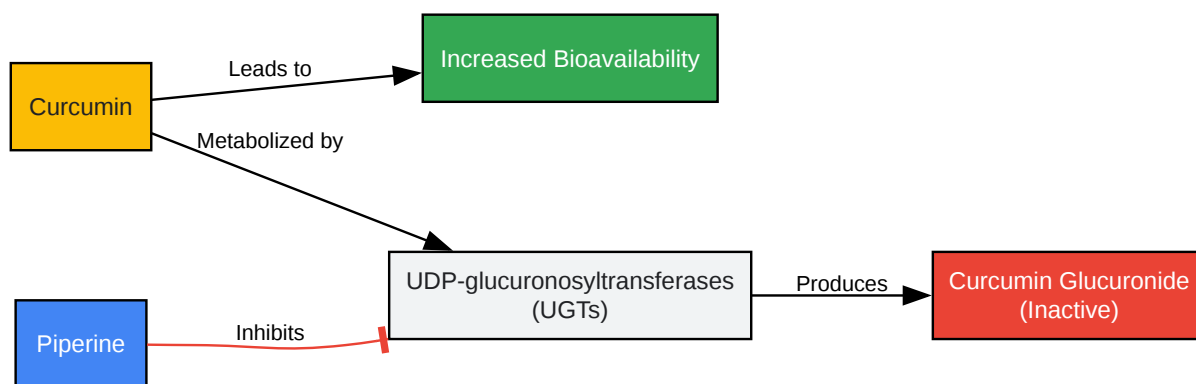 Increased Bioavailability
Leads to
Curcumin
Metabolized by
UDP-glucuronosyltransferases
(UGTs)
Produces
Curcumin Glucuronide
(Inactive)
Piperine
Inhibits